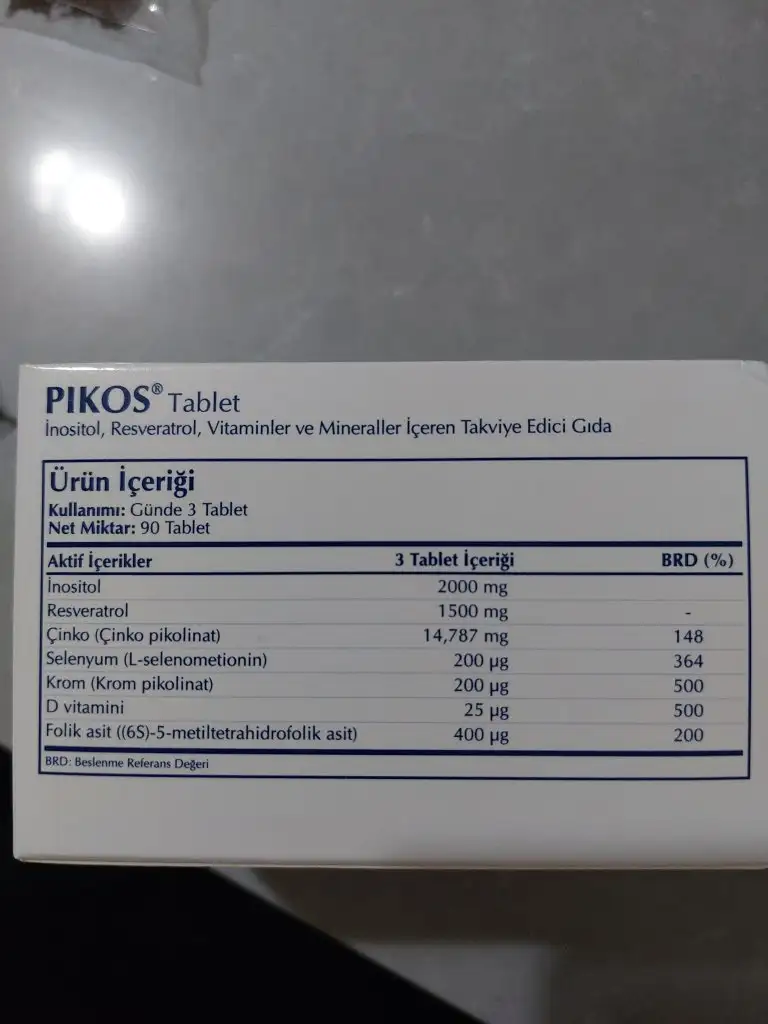 PIKOS® Tablet
İnositol, Resveratrol, Vitaminler ve Mineraller İçeren Takviye Edici Gıda
Ürün İçeriği
Kullanımı: Günde 3 Tablet
Net Miktar: 90 Tablet
Aktif İçerikler 3 Tablet İçeriği BRD (%)
İnositol 2000 mg
Resveratrol 1500 mg -
Çinko (Çinko pikolinat) 14,787 mg 148
Selenyum (L-selenometionin) 200 µg 364
Krom (Krom pikolinat) 200 µg 500
D vitamini 25 µg 500
Folik asit ((6S)-5-metiltetrahidrofolik asit) 400 µg 200
BRD: Beslenme Referans Değeri